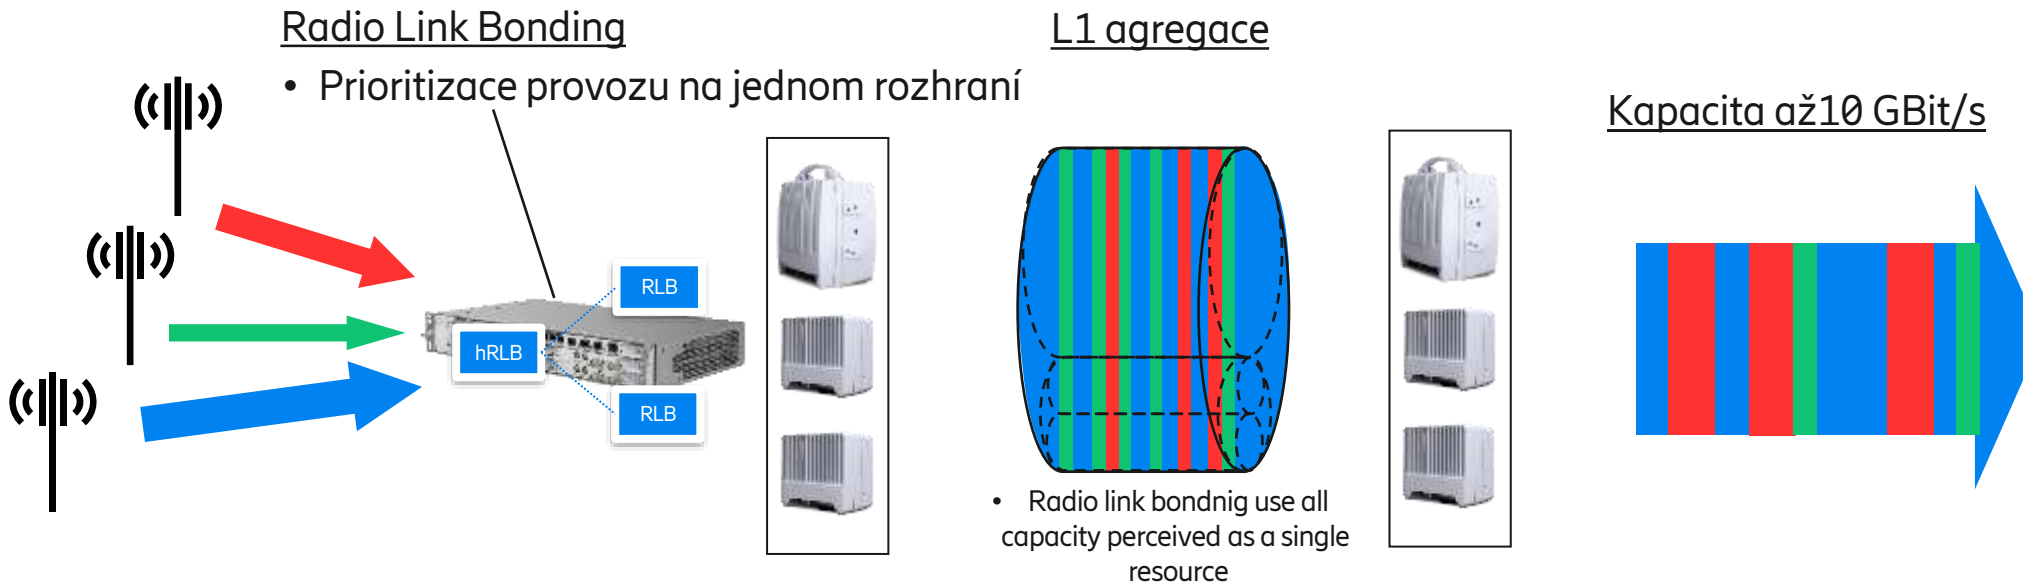 Radio Link Bonding
• Prioritizace provozu na jednom rozhraní
L1 agregace
Kapacita až10 GBit/s
RLB
hRLB
RLB
• Radio link bondnig use all
capacity perceived as a single
resource